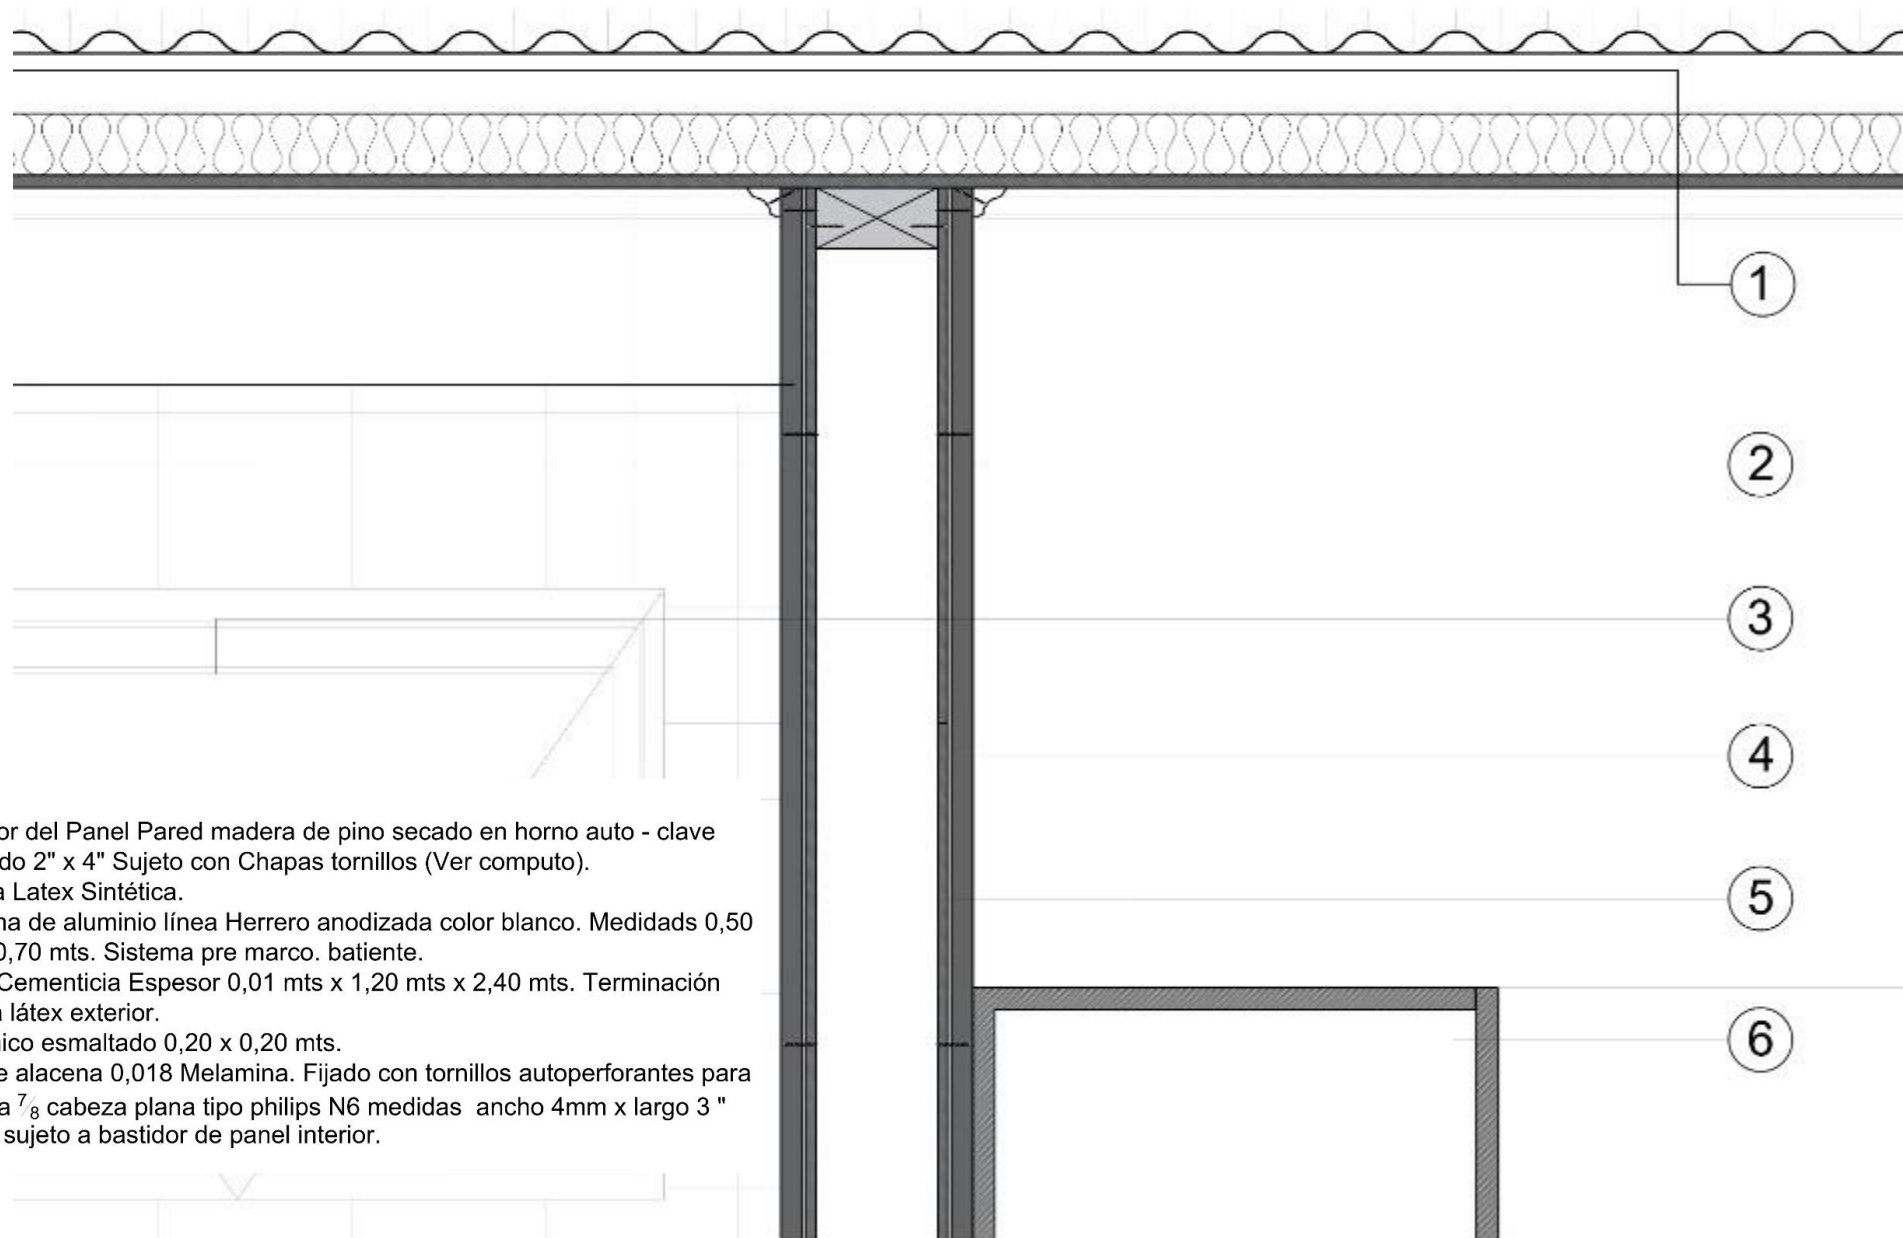 or del Panel Pared madera de pino secado en horno auto - clave
do 2" x 4" Sujeto con Chapas tornillos (Ver computo).
a Latex Sintética.
na de aluminio línea Herrero anodizada color blanco. Medidads 0,50
0,70 mts. Sistema pre marco. batiente.
Cementicia Espesor 0,01 mts x 1,20 mts x 2,40 mts. Terminación
a látex exterior.
ico esmaltado 0,20 x 0,20 mts.
e alacena 0,018 Melamina. Fijado con tornillos autoperforantes para
a 7/8 cabeza plana tipo philips N6 medidas ancho 4mm x largo 3 "
sujeto a bastidor de panel interior.
1
2
3
4
5
6